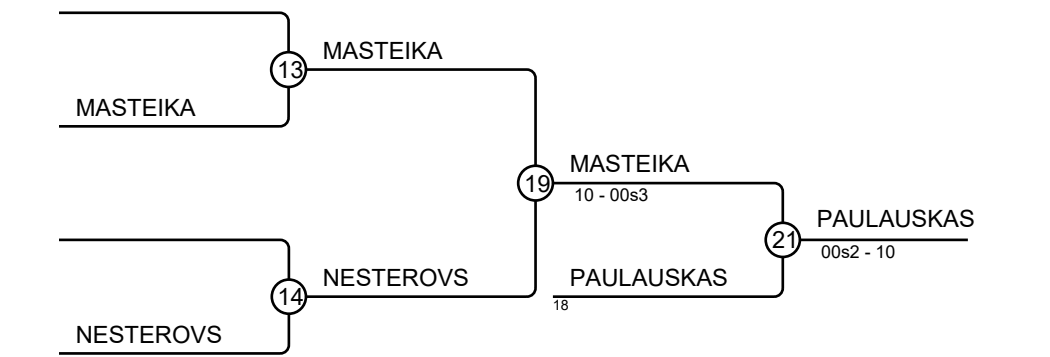 MASTEIKA
13
MASTEIKA
MASTEIKA
19
10 - 00s3
PAULAUSKAS
21
00s2 - 10
NESTEROVS
14
NESTEROVS
PAULAUSKAS
18